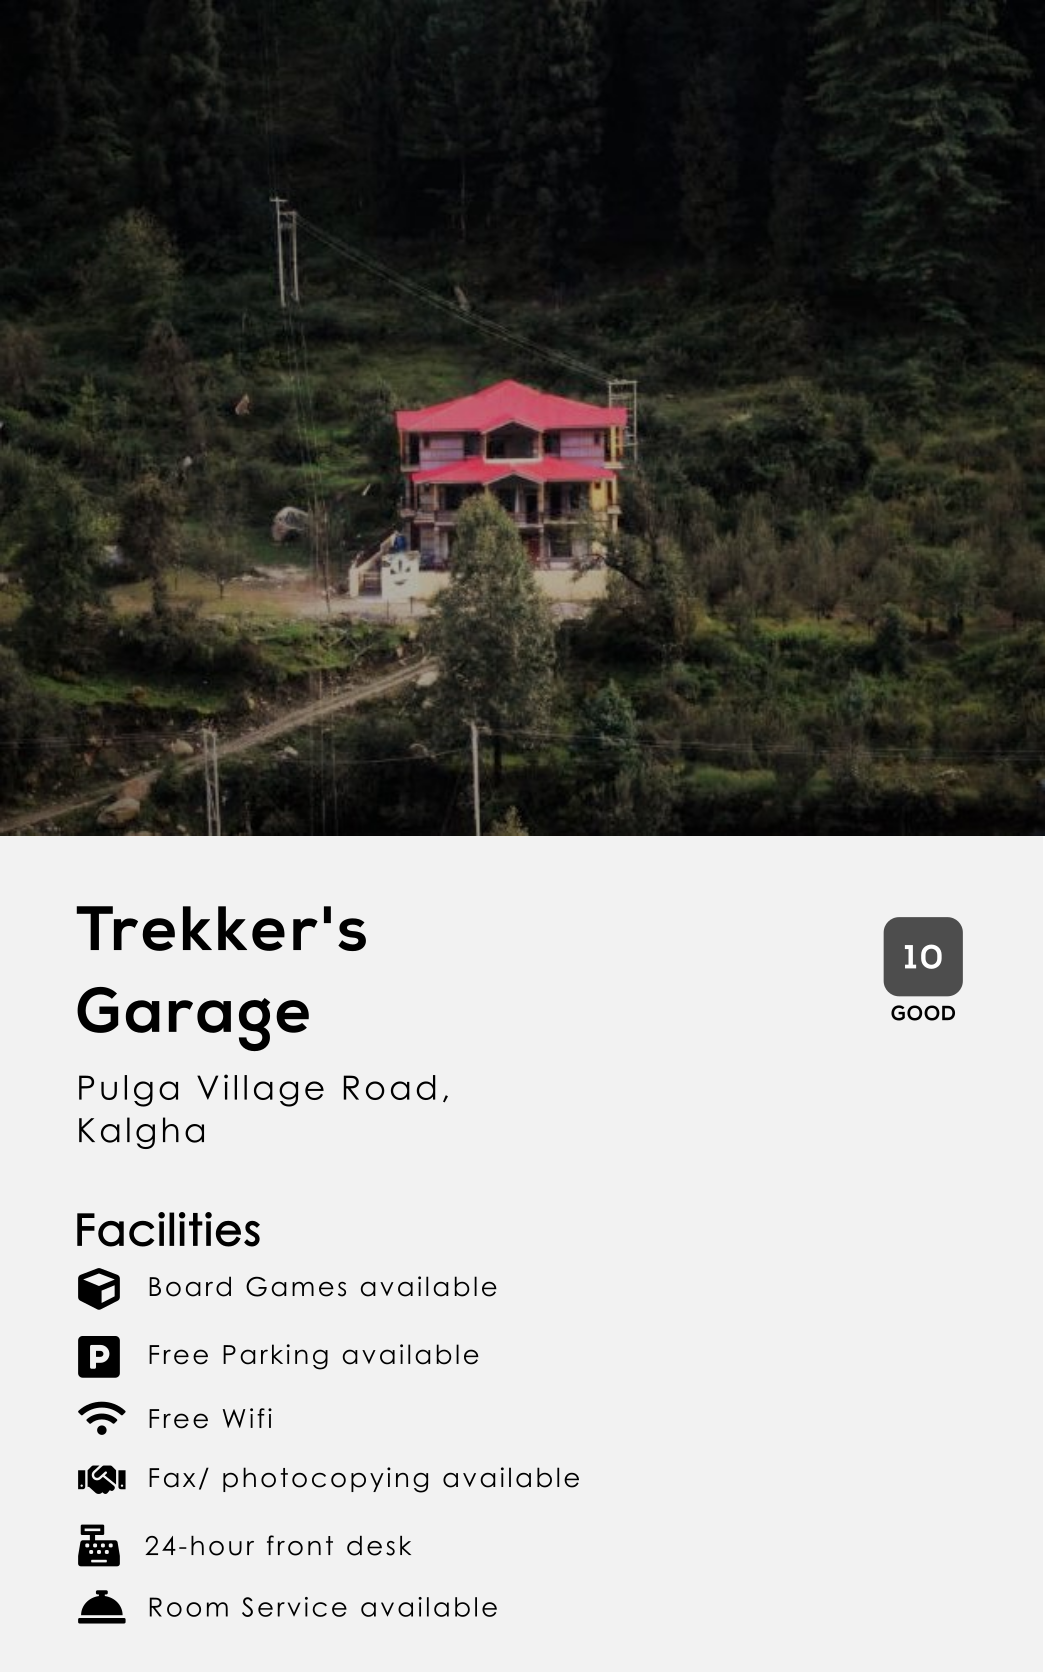 Trekker's
Garage
10
GOOD
Pulga Village Road,
Kalgha
Facilities
Board Games available
P
Free Parking available
Free Wifi
Fax/ photocopying available
24-hour front desk
Room Service available